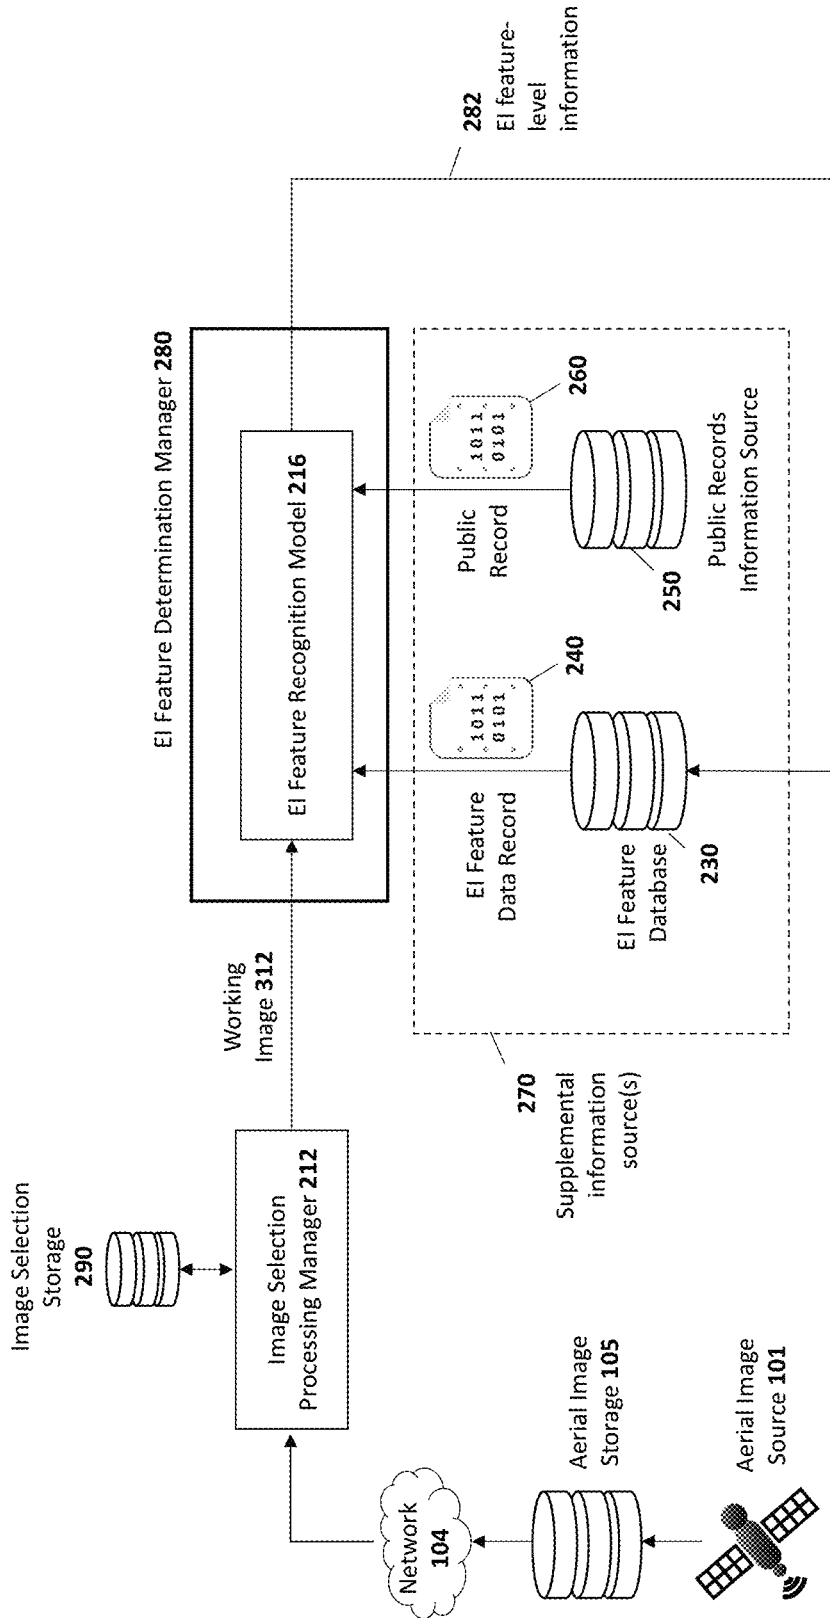 Image Selection
Storage
290
Image Selection
Processing Manager 212
Network
104
Aerial Image
Storage 105
Aerial Image
Source 101
Working
Image 312
EI Feature Determination Manager 280
EI Feature Recognition Model 216
282
EI feature-
level
information
270
Supplemental
information
source(s)
EI Feature
Data Record
1011
0101
240
EI Feature
Database
230
Public
Record
1011
0101
260
250
Public Records
Information Source